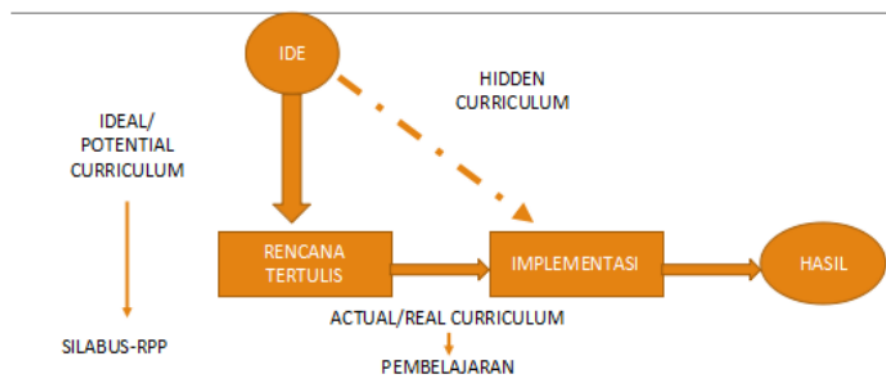 IDE
HIDDEN
CURRICULUM
IDEAL/
POTENTIAL
CURRICULUM
RENCANA
TERTULIS
IMPLEMENTASI
HASIL
ACTUAL/REAL CURRICULUM
SILABUS-RPP
PEMBELAJARAN